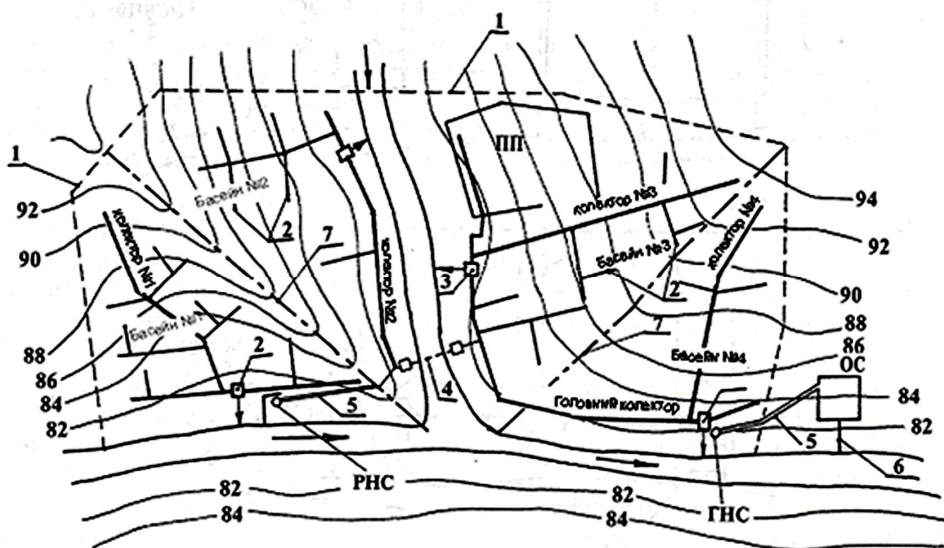 1
1
ПП
92
94
Басейн №2
колектор №3
колектор №1
колектор №4
92
90
2
7
Басейн №3
колектор №2
3
2
90
88
88
Басейн №1
7
86
86
2
Басейн №4
ОС
84
84
4
5
Головний колектор
82
82
5
6
РНС
82
82
ГНС
84
84